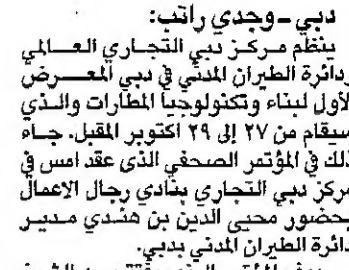 دبي ـ وجدي راتب:
ينظم مركز دبي التجاري العالمي
ودائرة الطيران المدني في دبي المعرض
الأول لبناء وتكنولوجيا المطارات والذي
سيقام من ٢٧ إلى ٢٩ اكتوبر المقبل. جاء
ذلك في المؤتمر الصحفي الذي عقد امس في
مركز دبي التجاري بنادي رجال الاعمال
بحضور محيى الدين بن هندي مدير
دائرة الطيران المدني بدبي.